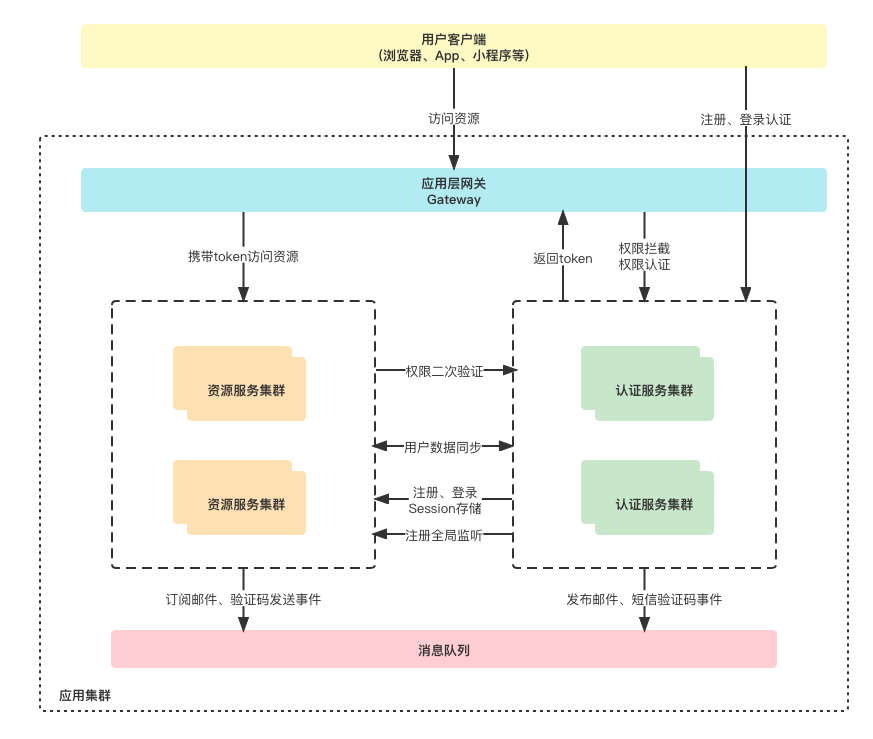 用户客户端
(浏览器、App、小程序等)
访问资源
注册、登录认证
应用层网关
Gateway
携带token访问资源
返回token
权限拦截
权限认证
资源服务集群
认证服务集群
权限二次验证
用户数据同步
资源服务集群
认证服务集群
注册、登录
Session存储
注册全局监听
订阅邮件、验证码发送事件
发布邮件、短信验证码事件
消息队列
应用集群